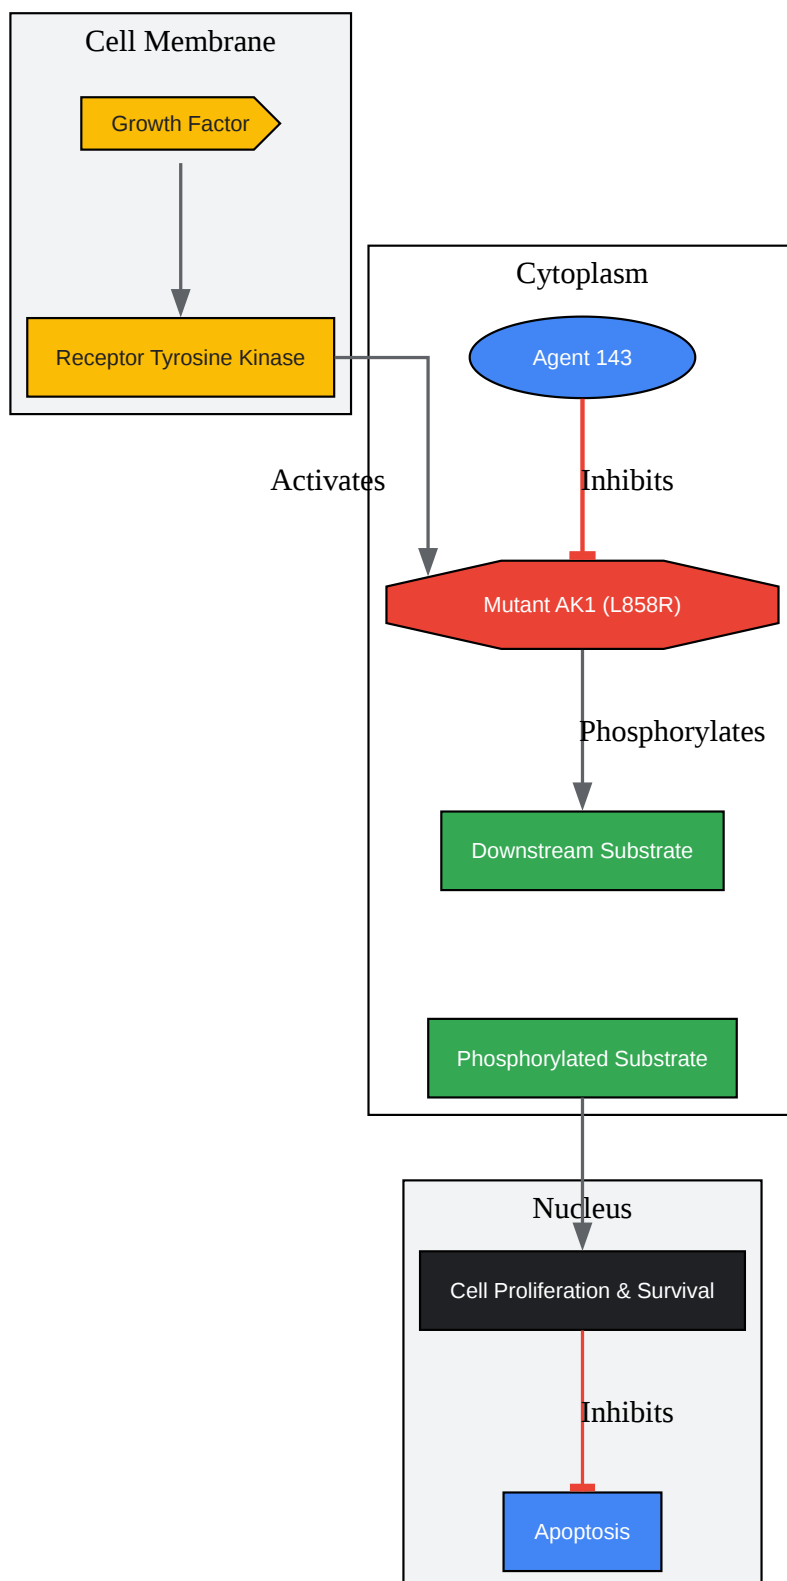 Cell Membrane
Growth Factor
Receptor Tyrosine Kinase
Cytoplasm
Agent 143
Activates
Inhibits
Mutant AK1 (L858R)
Phosphorylates
Downstream Substrate
Phosphorylated Substrate
Nucleus
Cell Proliferation & Survival
Inhibits
Apoptosis